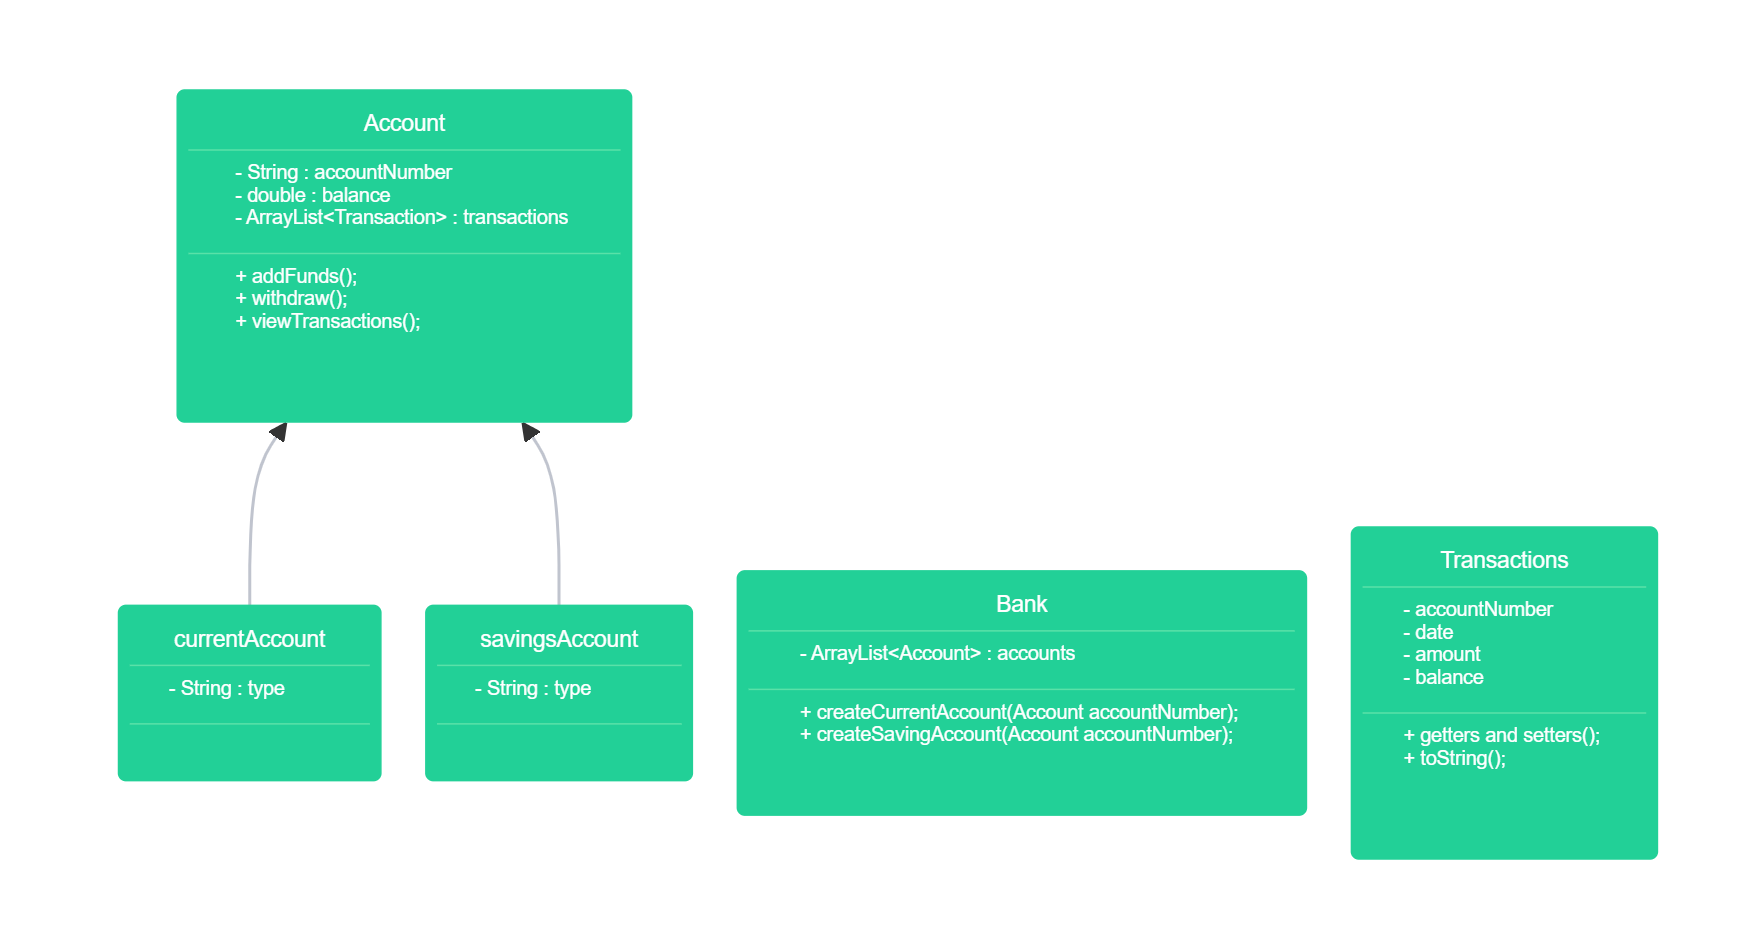 Account
- String : accountNumber
- double : balance
- ArrayList<Transaction> : transactions
+ addFunds();
+ withdraw();
+ viewTransactions();
currentAccount
- String : type
savingsAccount
- String : type
Bank
- ArrayList<Account> : accounts
+ createCurrentAccount(Account accountNumber);
+ createSavingAccount(Account accountNumber);
Transactions
- accountNumber
- date
- amount
- balance
+ getters and setters();
+ toString();